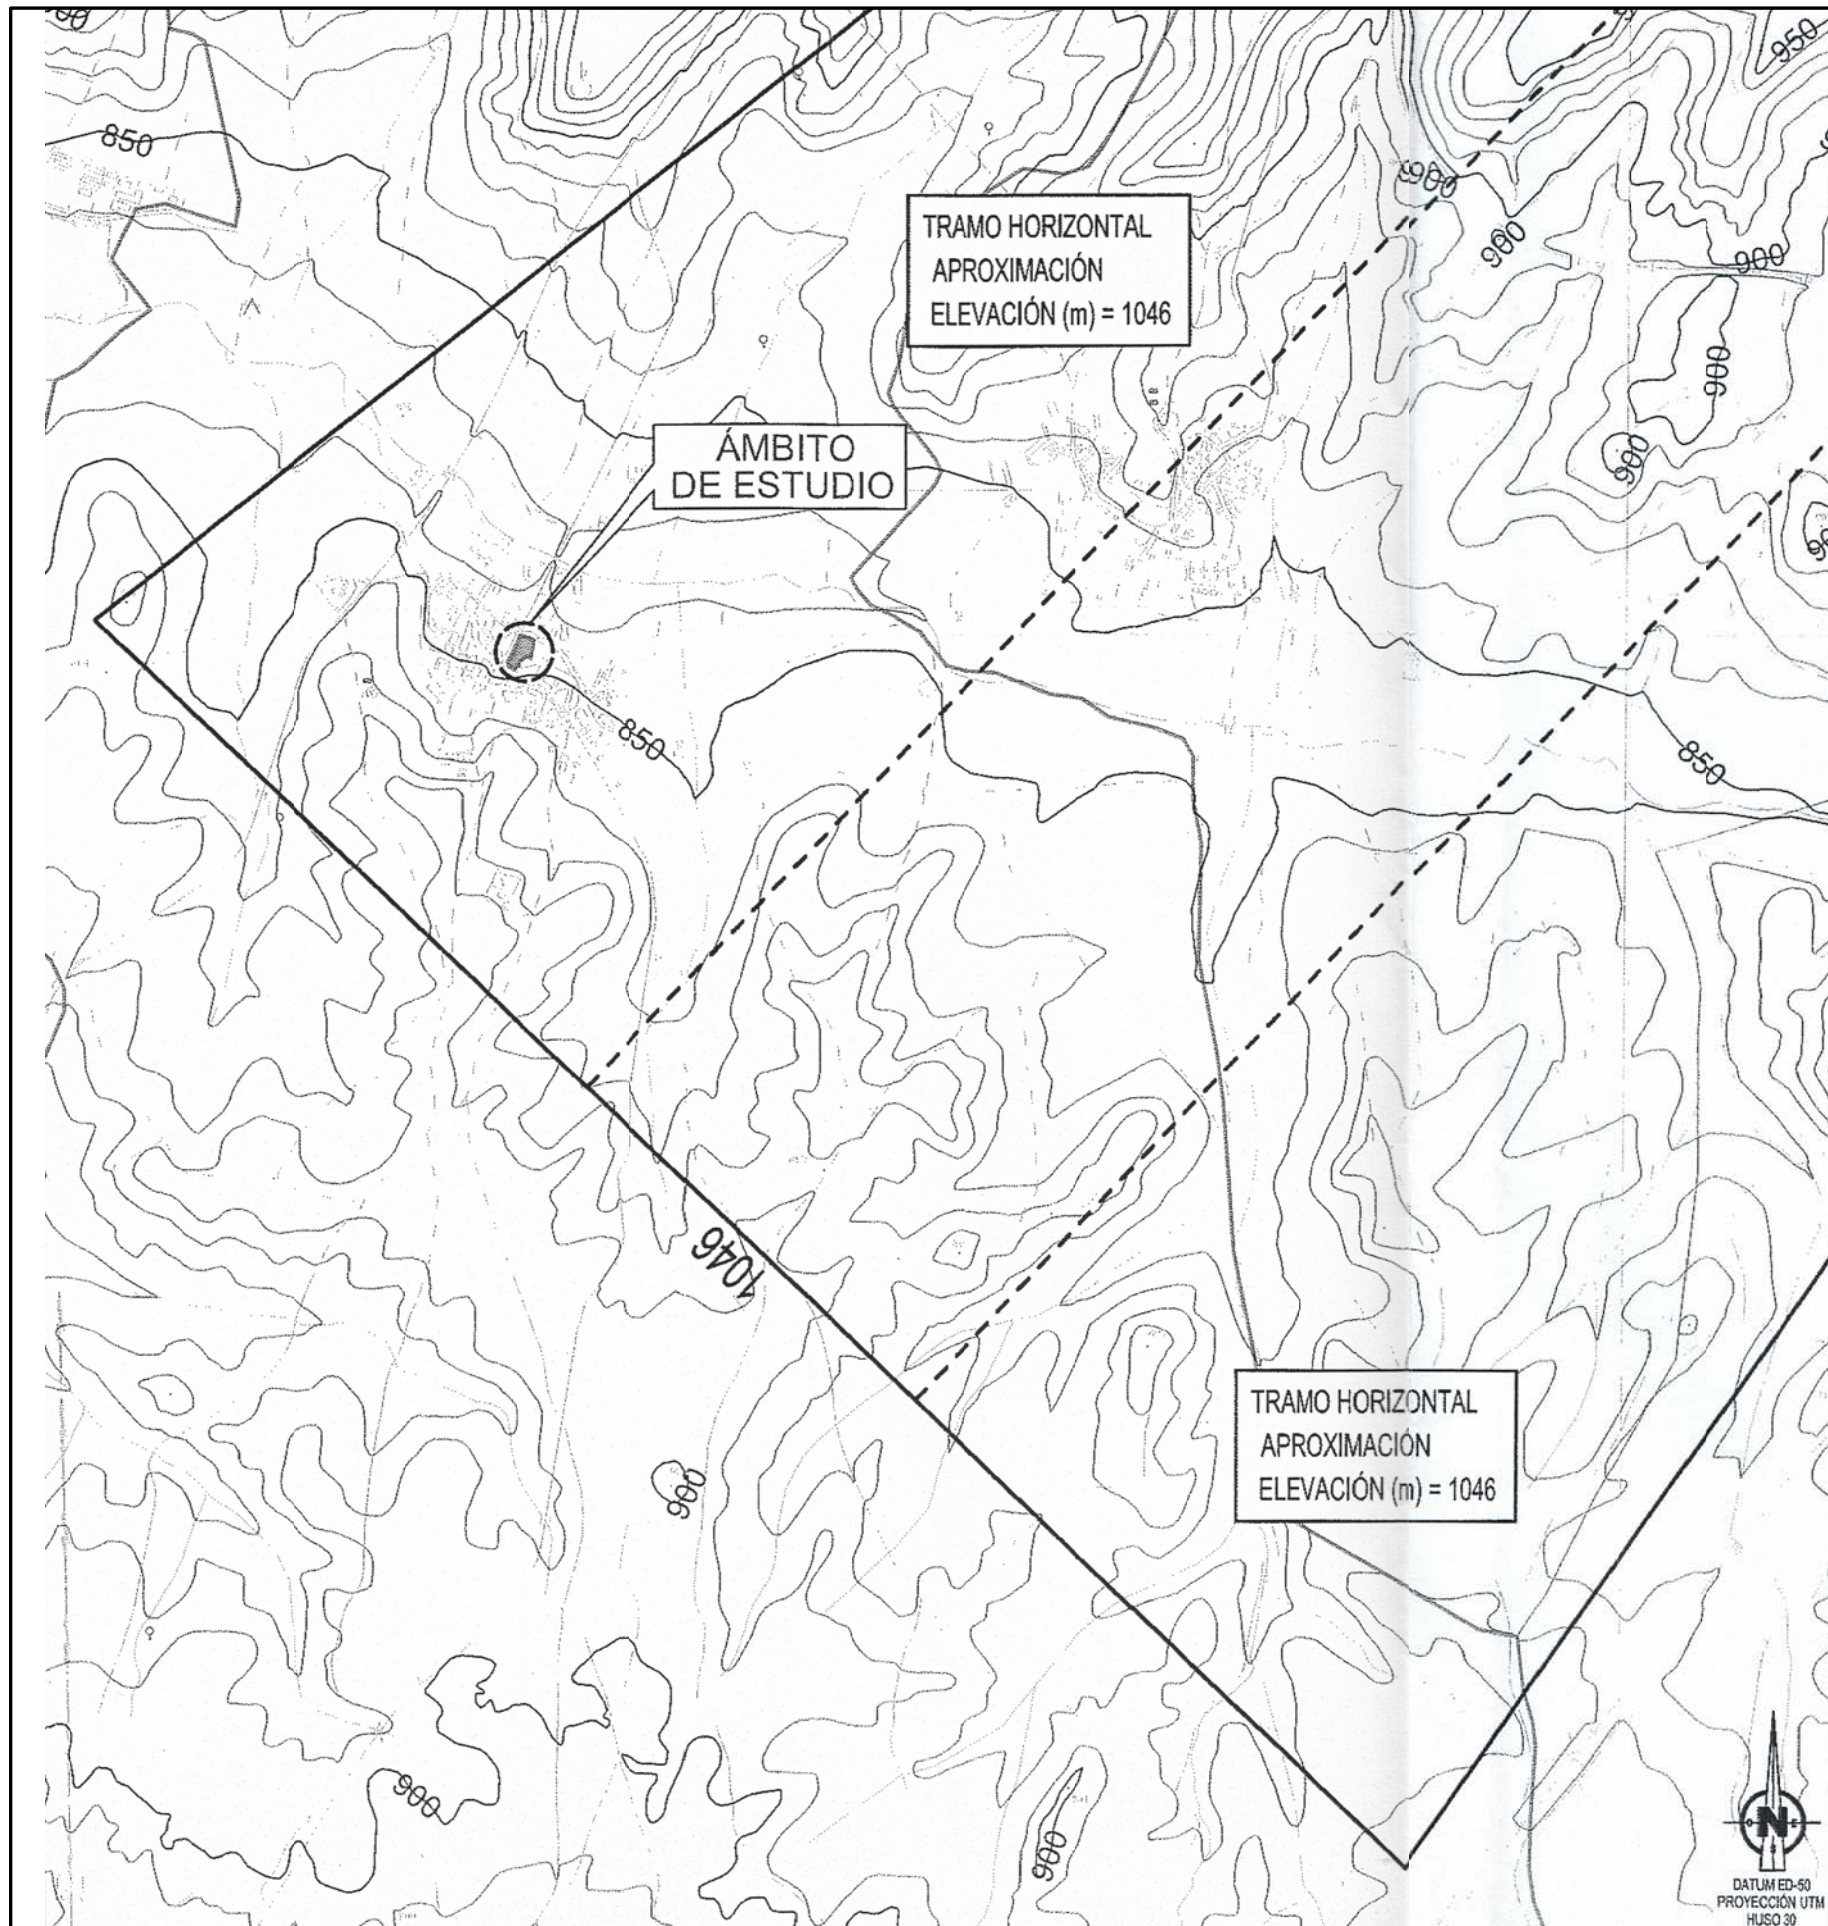 950
850
900
TRAMO HORIZONTAL
APROXIMACIÓN
ELEVACIÓN (m) = 1046
900
900
900
900
ÁMBITO
DE ESTUDIO
850
850
1046
TRAMO HORIZONTAL
APROXIMACIÓN
ELEVACIÓN (m) = 1046
900
900
900
N
DATUM ED-50
PROYECCIÓN UTM
HUSO 30